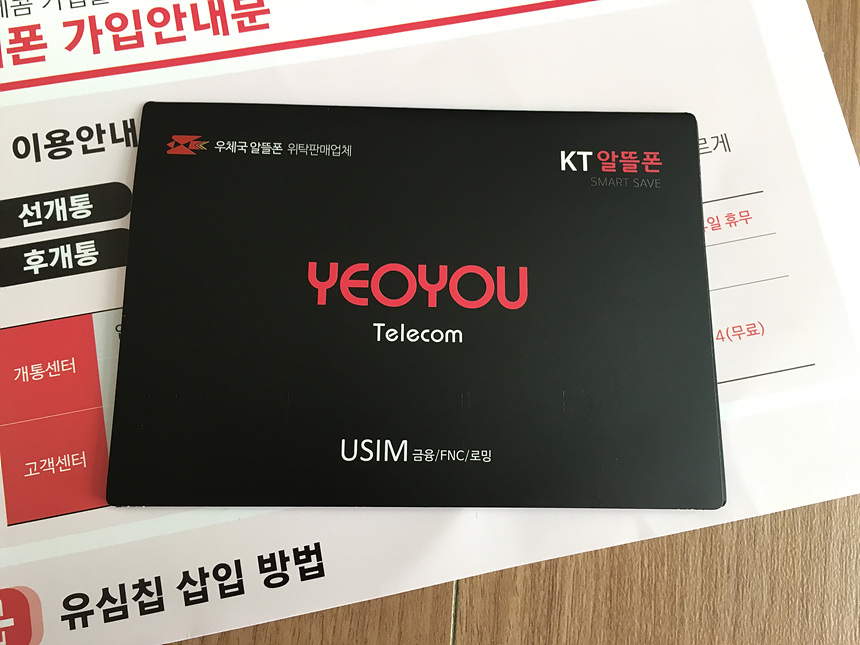 폰 가입안내문
이용안내
선개통
후개통
개통센터
고객센터
우체국 알뜰폰 위탁판매업체
KT 알뜰폰
SMART SAVE
YEOYOU
Telecom
USIM 금융/FNC/로밍
르게
일 휴무
4(무료)
유심칩 삽입 방법